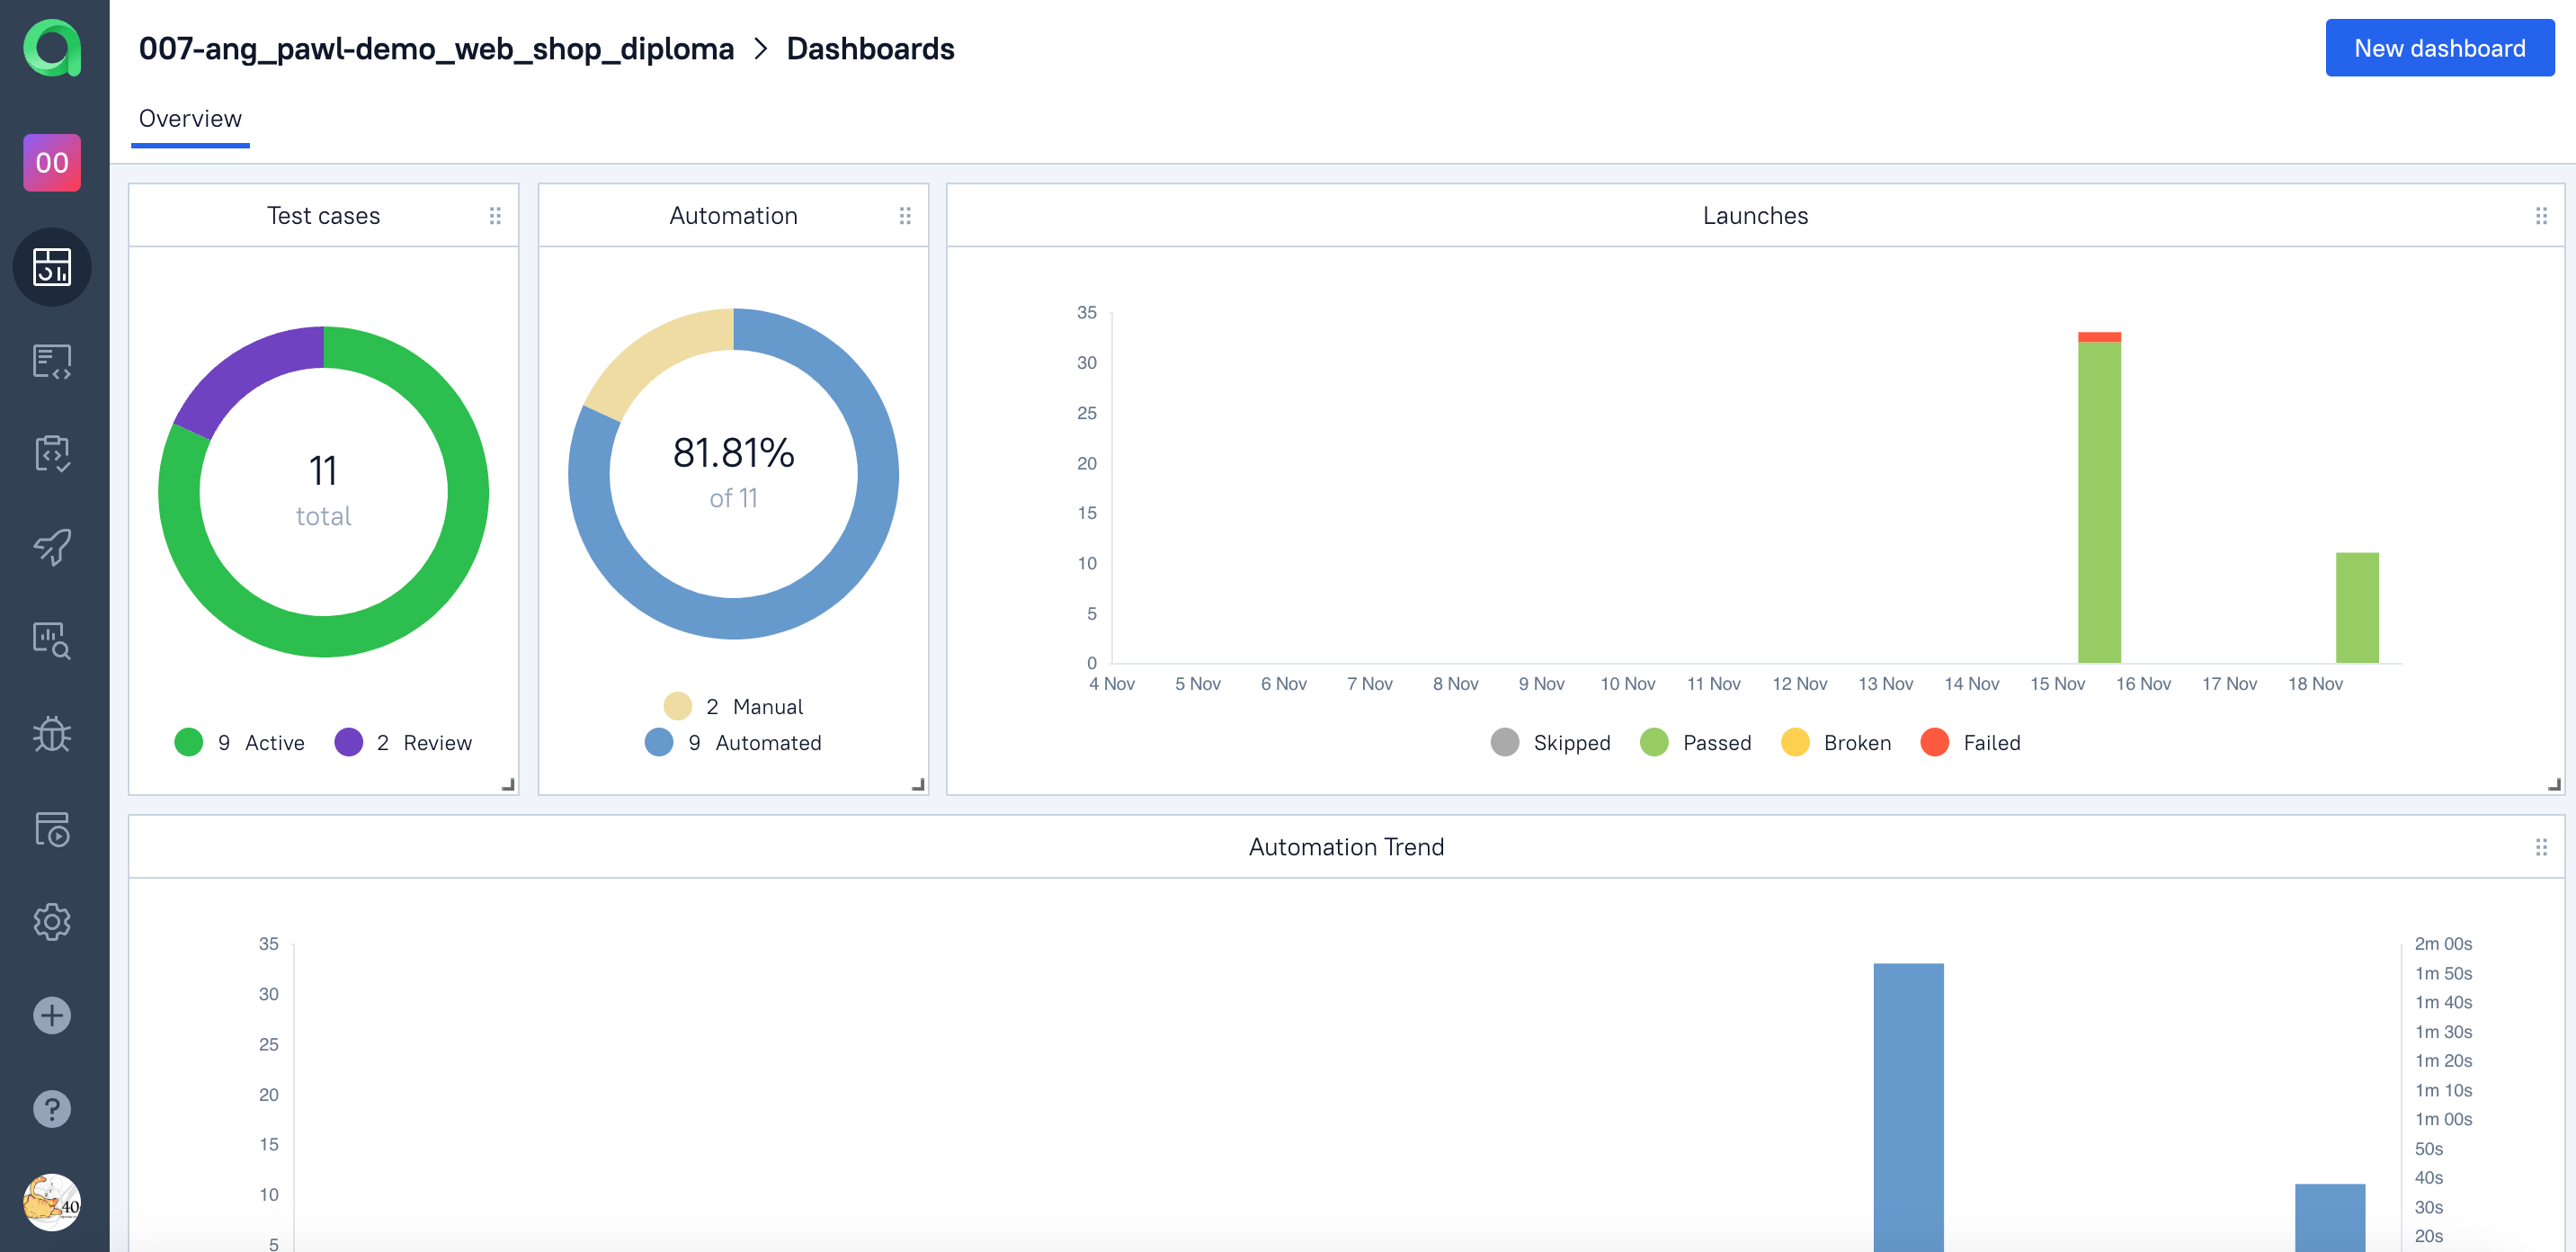 007-ang_pawl-demo_web_shop_diploma > Dashboards
New dashboard
Overview
00
Test cases
11
total
9 Active 2 Review
Automation
81.81%
of 11
2 Manual
9 Automated
Launches
35
30
25
20
15
10
5
0
4 Nov 5 Nov 6 Nov 7 Nov 8 Nov 9 Nov 10 Nov 11 Nov 12 Nov 13 Nov 14 Nov 15 Nov 16 Nov 17 Nov 18 Nov
Skipped Passed Broken Failed
Automation Trend
35
30
25
20
15
10
5
2m 00s
1m 50s
1m 40s
1m 30s
1m 20s
1m 10s
1m 00s
50s
40s
30s
20s
40